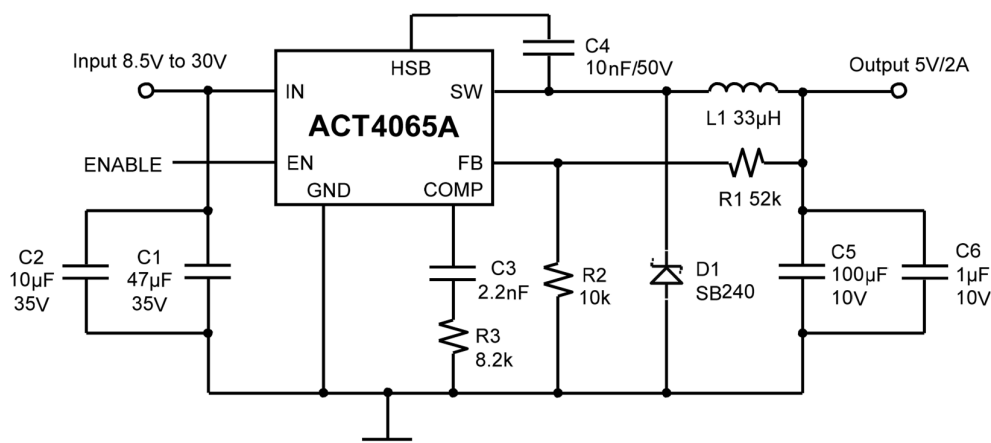 C4
10nF/50V
Input 8.5V to 30V
HSB
Output 5V/2A
IN
SW
ACT4065A
L1 33µH
ENABLE
EN
FB
GND
COMP
R1 52k
C2
10µF
35V
C1
47µF
35V
C3
2.2nF
R2
10k
D1
SB240
C5
100µF
10V
C6
1µF
10V
R3
8.2k